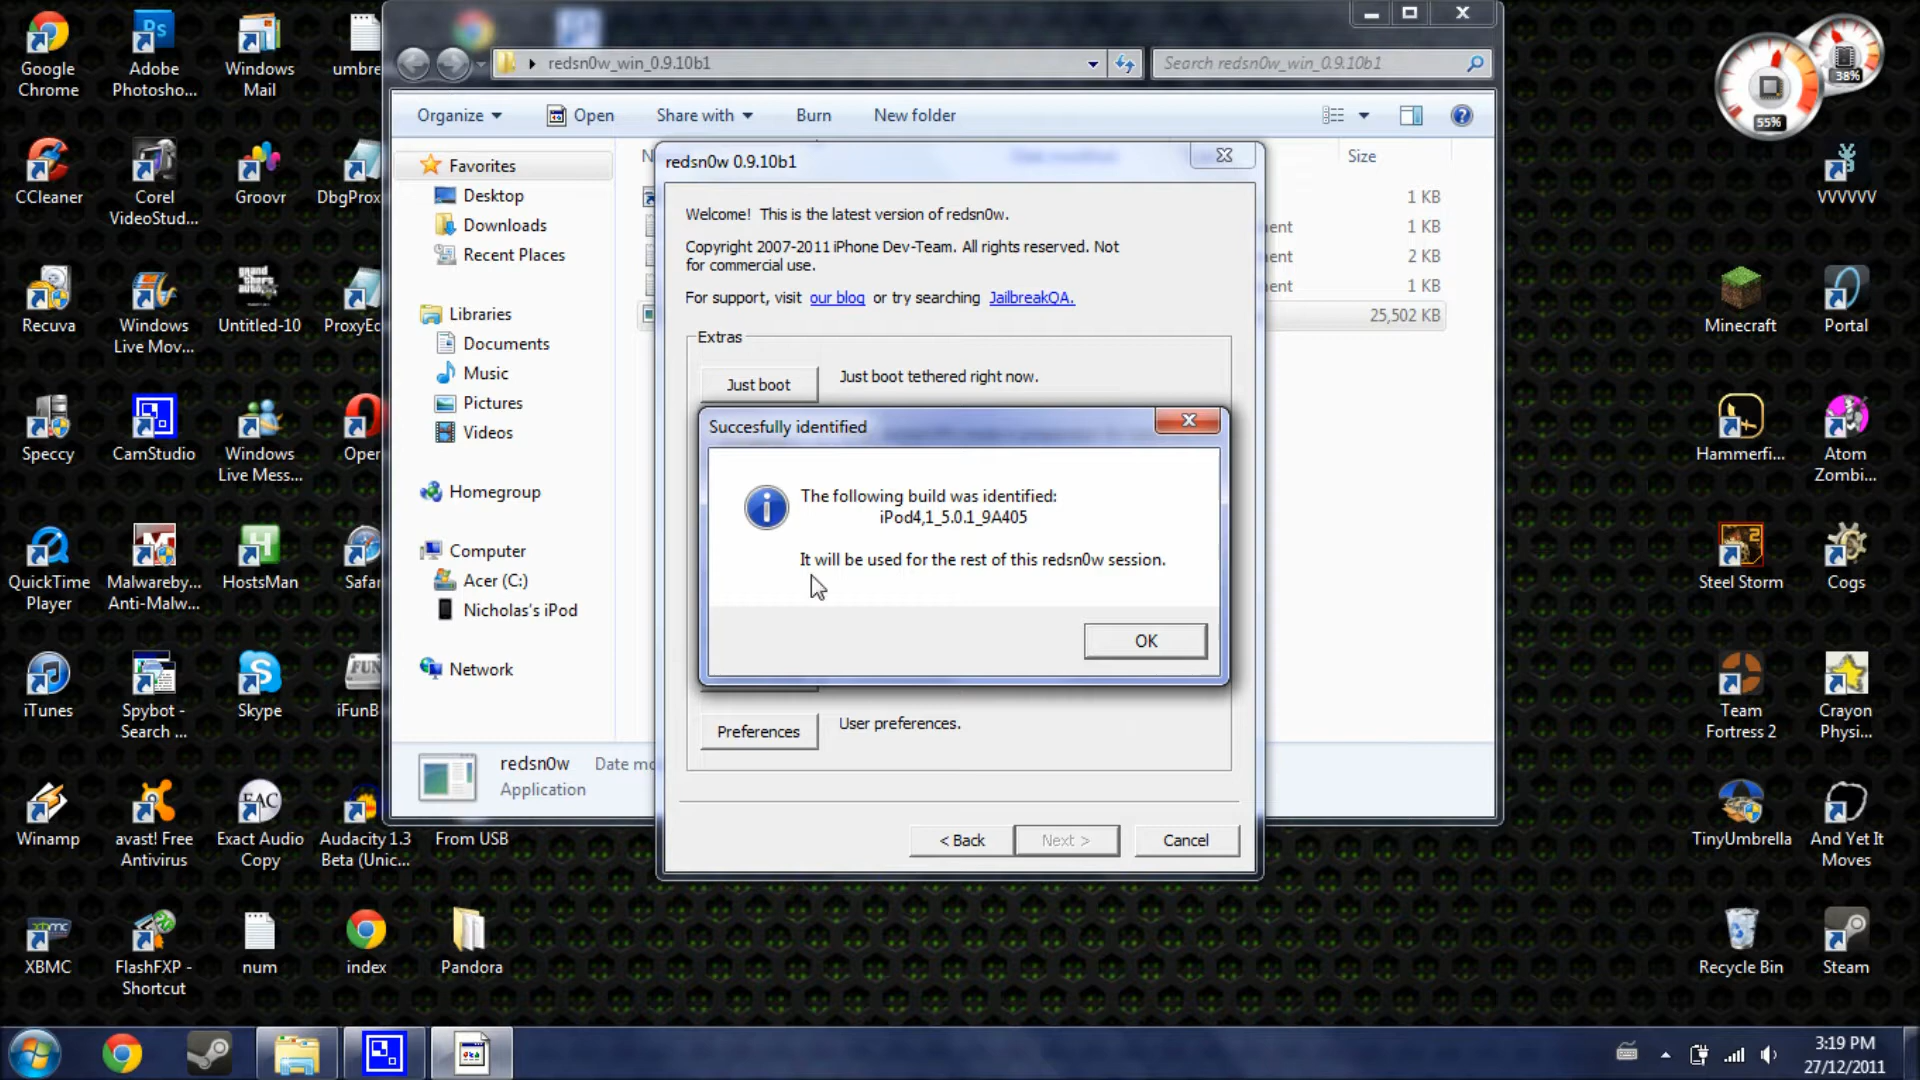 Google
Chrome
Adobe
Photosho...
Windows
Mail
umbre
CCleaner
Corel
VideoStud...
Groovr
DbgProx
Recuva
Windows
Live Mov...
Untitled-10
ProxyEd
Speccy
CamStudio
Windows
Live Mess...
Oper
QuickTime
Player
Malwareby...
Anti-Malw...
HostsMan
Safar
iTunes
Spybot -
Search ...
Skype
iFunB
Winamp
avast! Free
Antivirus
Exact Audio
Copy
Audacity 1.3
Beta (Unic...
From USB
XBMC
FlashFXP -
Shortcut
num
index
Pandora
redsn0w_win_0.9.10b1
Search redsn0w_win_0.9.10b1
Organize
Open
Share with
Burn
New folder
Favorites
Desktop
Downloads
Recent Places
Libraries
Documents
Music
Pictures
Videos
Homegroup
Computer
Acer (C:)
Nicholas's iPod
Network
N
Size
1 KB
ent 1 KB
ent 2 KB
ent 1 KB
25,502 KB
redsn0w Date mo
Application
redsn0w 0.9.10b1
Welcome! This is the latest version of redsn0w.
Copyright 2007-2011 iPhone Dev-Team. All rights reserved. Not
for commercial use.
For support, visit our blog or try searching JailbreakQA.
Extras
Just boot Just boot tethered right now.
Succesfully identified
The following build was identified:
iPod4,1_5.0.1_9A405
It will be used for the rest of this redsn0w session.
OK
Preferences User preferences.
< Back Next > Cancel
38%
55%
VVVVVV
Minecraft
Portal
Hammerfi...
Atom
Zombi...
Steel Storm
Cogs
Team
Fortress 2
Crayon
Physi...
TinyUmbrella
And Yet It
Moves
Recycle Bin
Steam
3:19 PM
27/12/2011